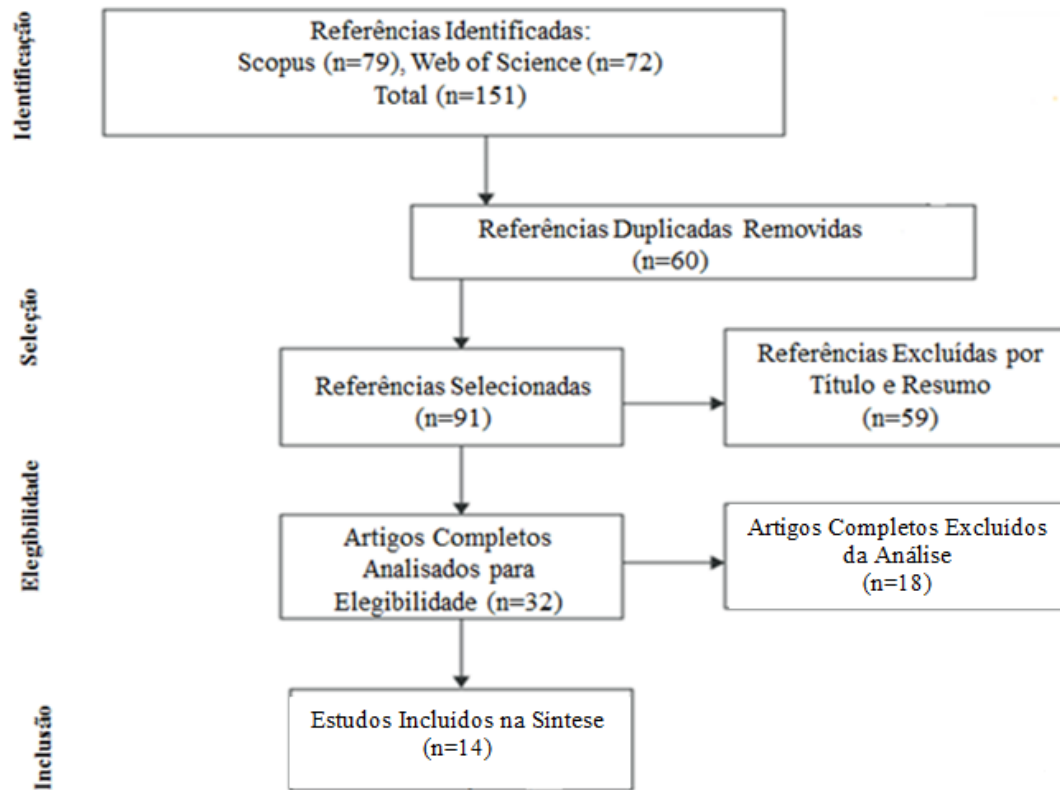 Identificação
Referências Identificadas:
Scopus (n=79), Web of Science (n=72)
Total (n=151)
Referências Duplicadas Removidas
(n=60)
Seleção
Referências Selecionadas
(n=91)
Referências Excluídas por
Título e Resumo
(n=59)
Elegibilidade
Artigos Completos
Analisados para
Elegibilidade (n=32)
Artigos Completos Excluídos
da Análise
(n=18)
Inclusão
Estudos Incluidos na Sintese
(n=14)